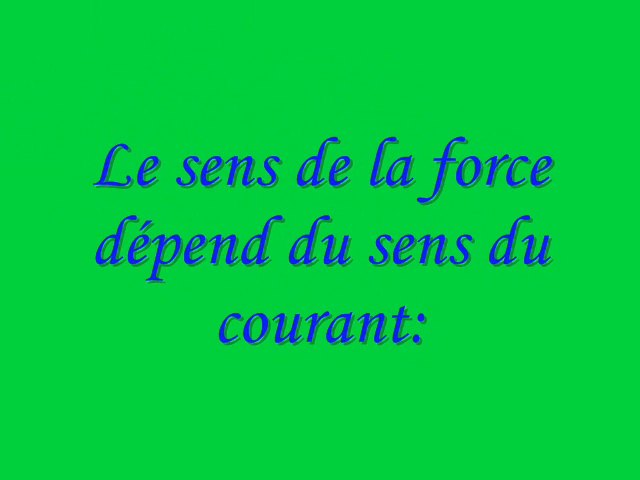 Le sens de la force
dépend du sens du
courant: